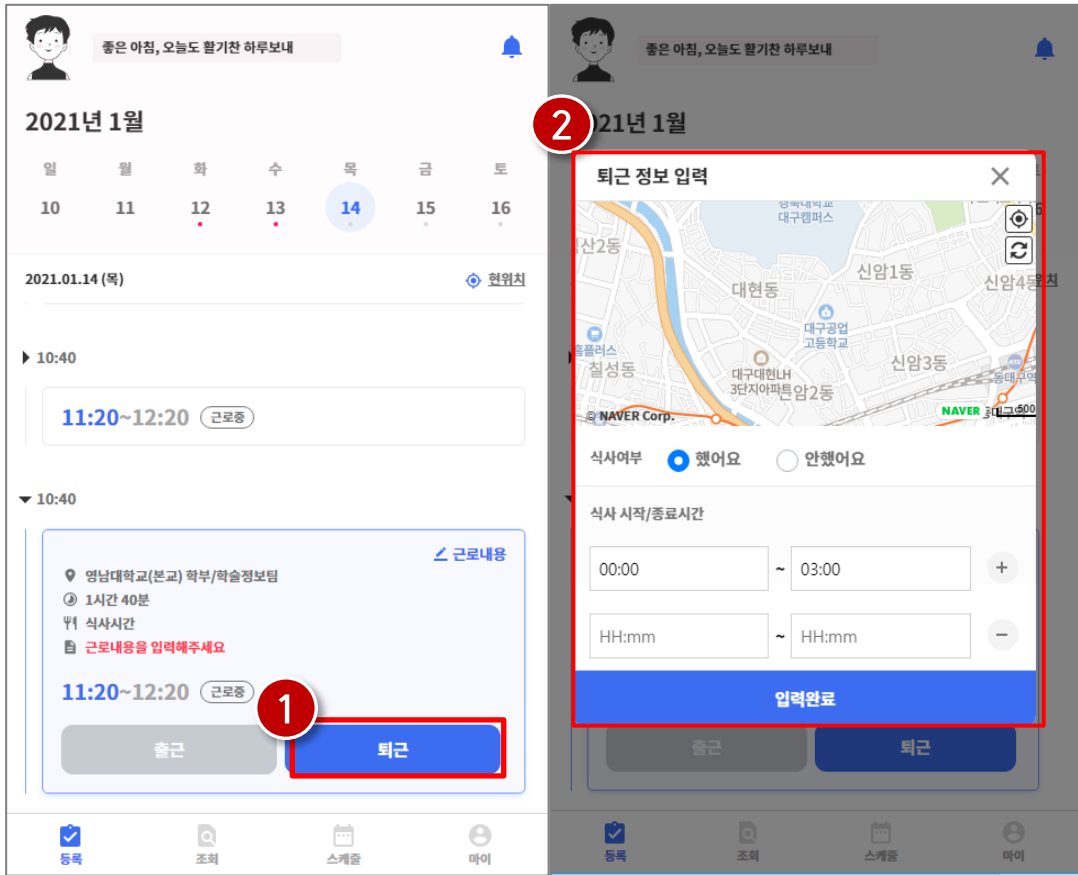 좋은 아침, 오늘도 활기찬 하루보내
2021년 1월
일 월 화 수 목 금 토
10 11 12 13 14 15 16
2021.01.14 (목)
현위치
10:40
11:20~12:20 근로중
10:40
근로내용
영남대학교(본교) 학부/학술정보팀
1시간 40분
식사시간
근로내용을 입력해주세요
11:20~12:20 근로중
1
출근 퇴근
등록 조회 스케줄 마이
좋은 아침, 오늘도 활기찬 하루보내
2
021년 1월
퇴근 정보 입력
경북대학교
대구캠퍼스
산2동
대현동
신암1동
신암4동
위치
대구공업
고등학교
홈플러스
칠성동
대구대현LH
3단지아파트
암2동
신암3동
동대구역
© NAVER Corp.
NAVER
500
식사여부 했어요 안했어요
식사 시작/종료시간
00:00 ~ 03:00 +
HH:mm ~ HH:mm −
입력완료
출근 퇴근
등록 조회 스케줄 마이